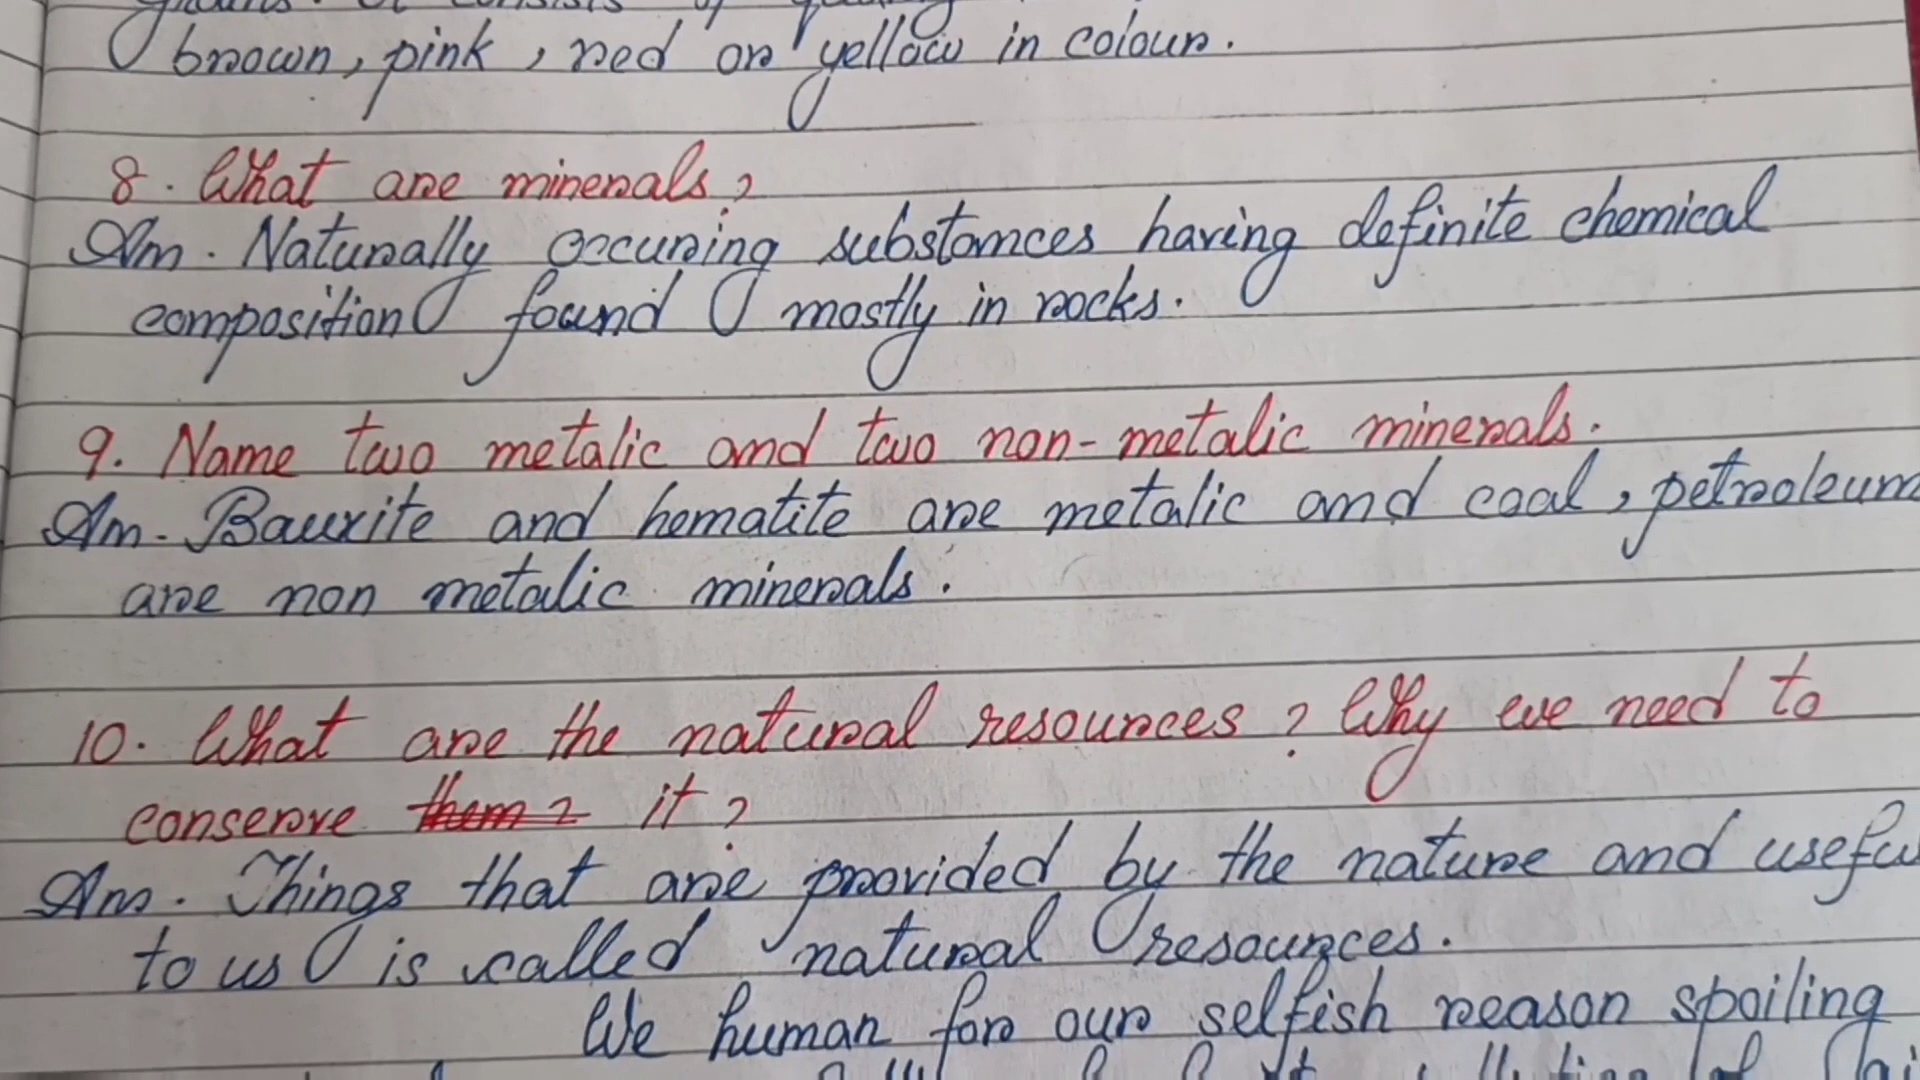 brown, pink, red or yellow in colour.
8. What are minerals?
Ans. Naturally occuring substances having definite chemical
composition found mostly in rocks.
9. Name two metalic and two non-metalic minerals.
Ans. Bauxite and hematite are metalic and coal, petroleum
are non metalic minerals.
10. What are the natural resources? Why we need to
conserve them? it?
Ans. Things that are provided by the nature and useful
to us is called natural resources.
We human for our selfish reason spoiling